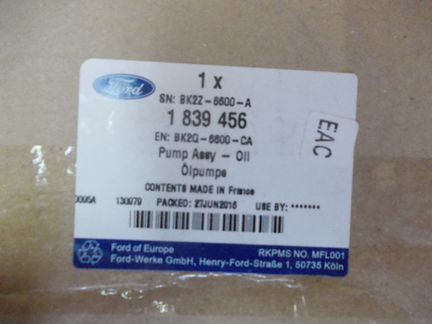 Ford
1 x
SN: BK2Z-6600-A
1 839 456
EAC
EN: BK2Q-6600-CA
Pump Assy - Oil
Ölpumpe
CONTENTS MADE IN France
130979 PACKED: 27JUN2016 USE BY: *******
Ford of Europe
RKPMS NO. MFL001
Ford-Werke GmbH, Henry-Ford-Straße 1, 50735 Köln